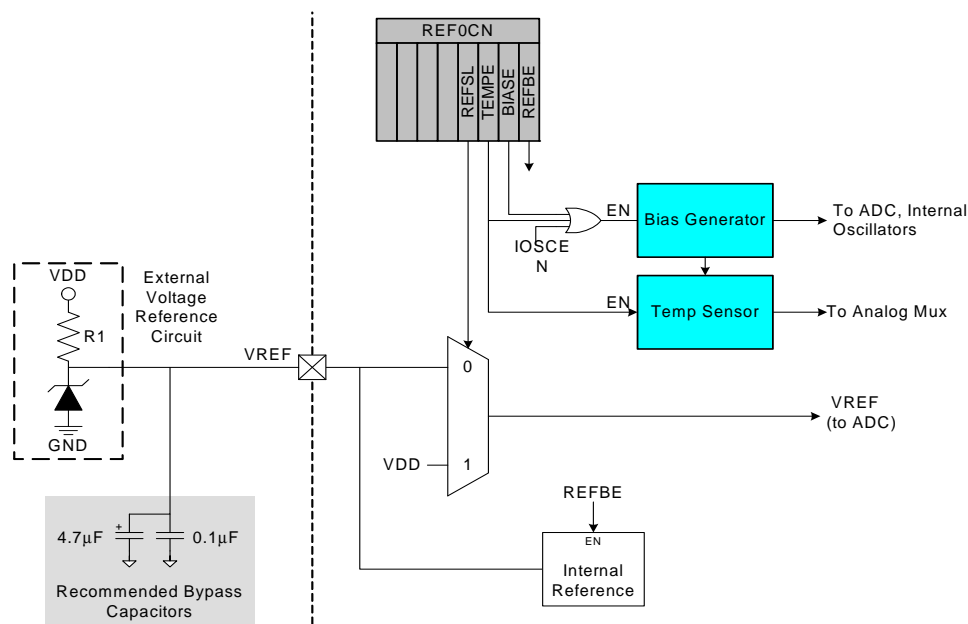 REF0CN
REFSL
TEMPE
BIASE
REFBE
EN
Bias Generator
To ADC, Internal
Oscillators
IOSCE
N
EN
Temp Sensor
To Analog Mux
VDD
R1
GND
External
Voltage
Reference
Circuit
VREF
0
1
VDD
VREF
(to ADC)
REFBE
EN
Internal
Reference
+
4.7μF
0.1μF
Recommended Bypass
Capacitors